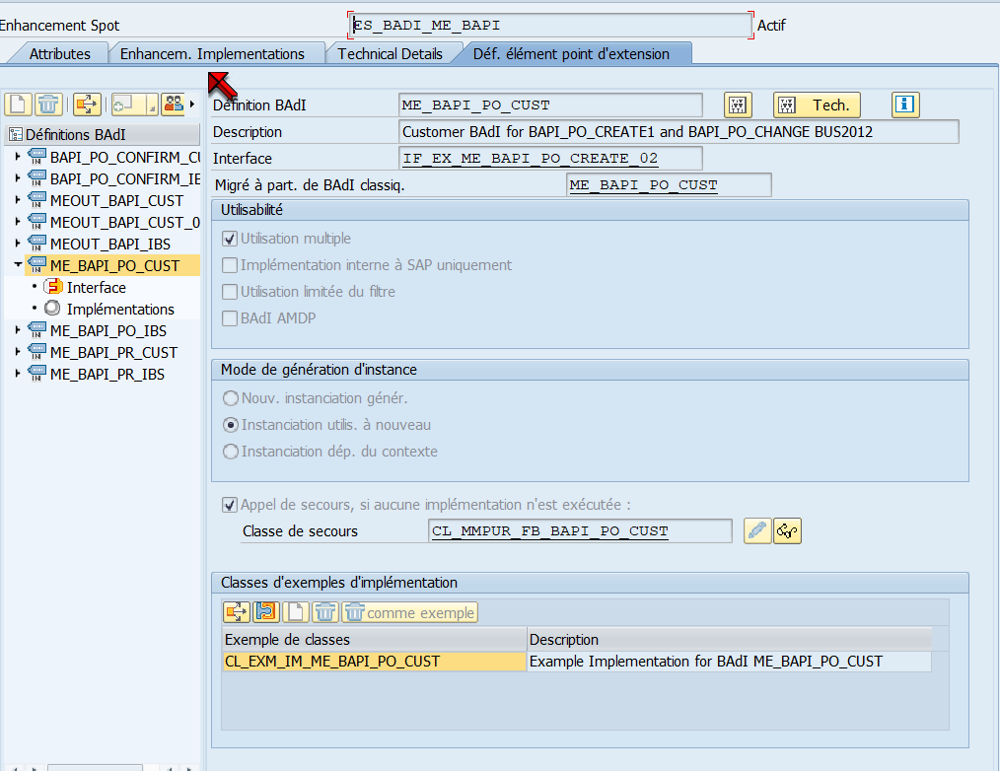 Enhancement Spot ES_BADI_ME_BAPI Actif
Attributes Enhancem. Implementations Technical Details Déf. élément point d'extension
Définitions BAdI
BAPI_PO_CONFIRM_CU
BAPI_PO_CONFIRM_IE
MEOUT_BAPI_CUST
MEOUT_BAPI_CUST_0
MEOUT_BAPI_IBS
ME_BAPI_PO_CUST
Interface
Implémentations
ME_BAPI_PO_IBS
ME_BAPI_PR_CUST
ME_BAPI_PR_IBS
Définition BAdI ME_BAPI_PO_CUST Tech.
Description Customer BAdI for BAPI_PO_CREATE1 and BAPI_PO_CHANGE BUS2012
Interface IF_EX_ME_BAPI_PO_CREATE_02
Migré à part. de BAdI classiq. ME_BAPI_PO_CUST
Utilisabilité
Utilisation multiple
Implémentation interne à SAP uniquement
Utilisation limitée du filtre
BAdI AMDP
Mode de génération d'instance
Nouv. instanciation génér.
Instanciation utilis. à nouveau
Instanciation dép. du contexte
Appel de secours, si aucune implémentation n'est exécutée :
Classe de secours CL_MMPUR_FB_BAPI_PO_CUST
Classes d'exemples d'implémentation
comme exemple
Exemple de classes Description
CL_EXM_IM_ME_BAPI_PO_CUST Example Implementation for BAdI ME_BAPI_PO_CUST